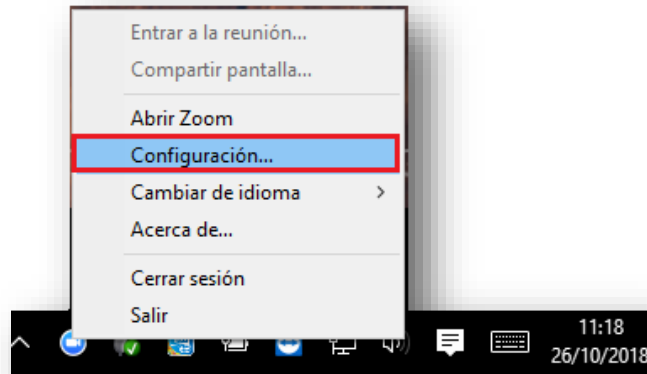 Entrar a la reunión...
Compartir pantalla...
Abrir Zoom
Configuración...
Cambiar de idioma
Acerca de...
Cerrar sesión
Salir
11:18
26/10/2018